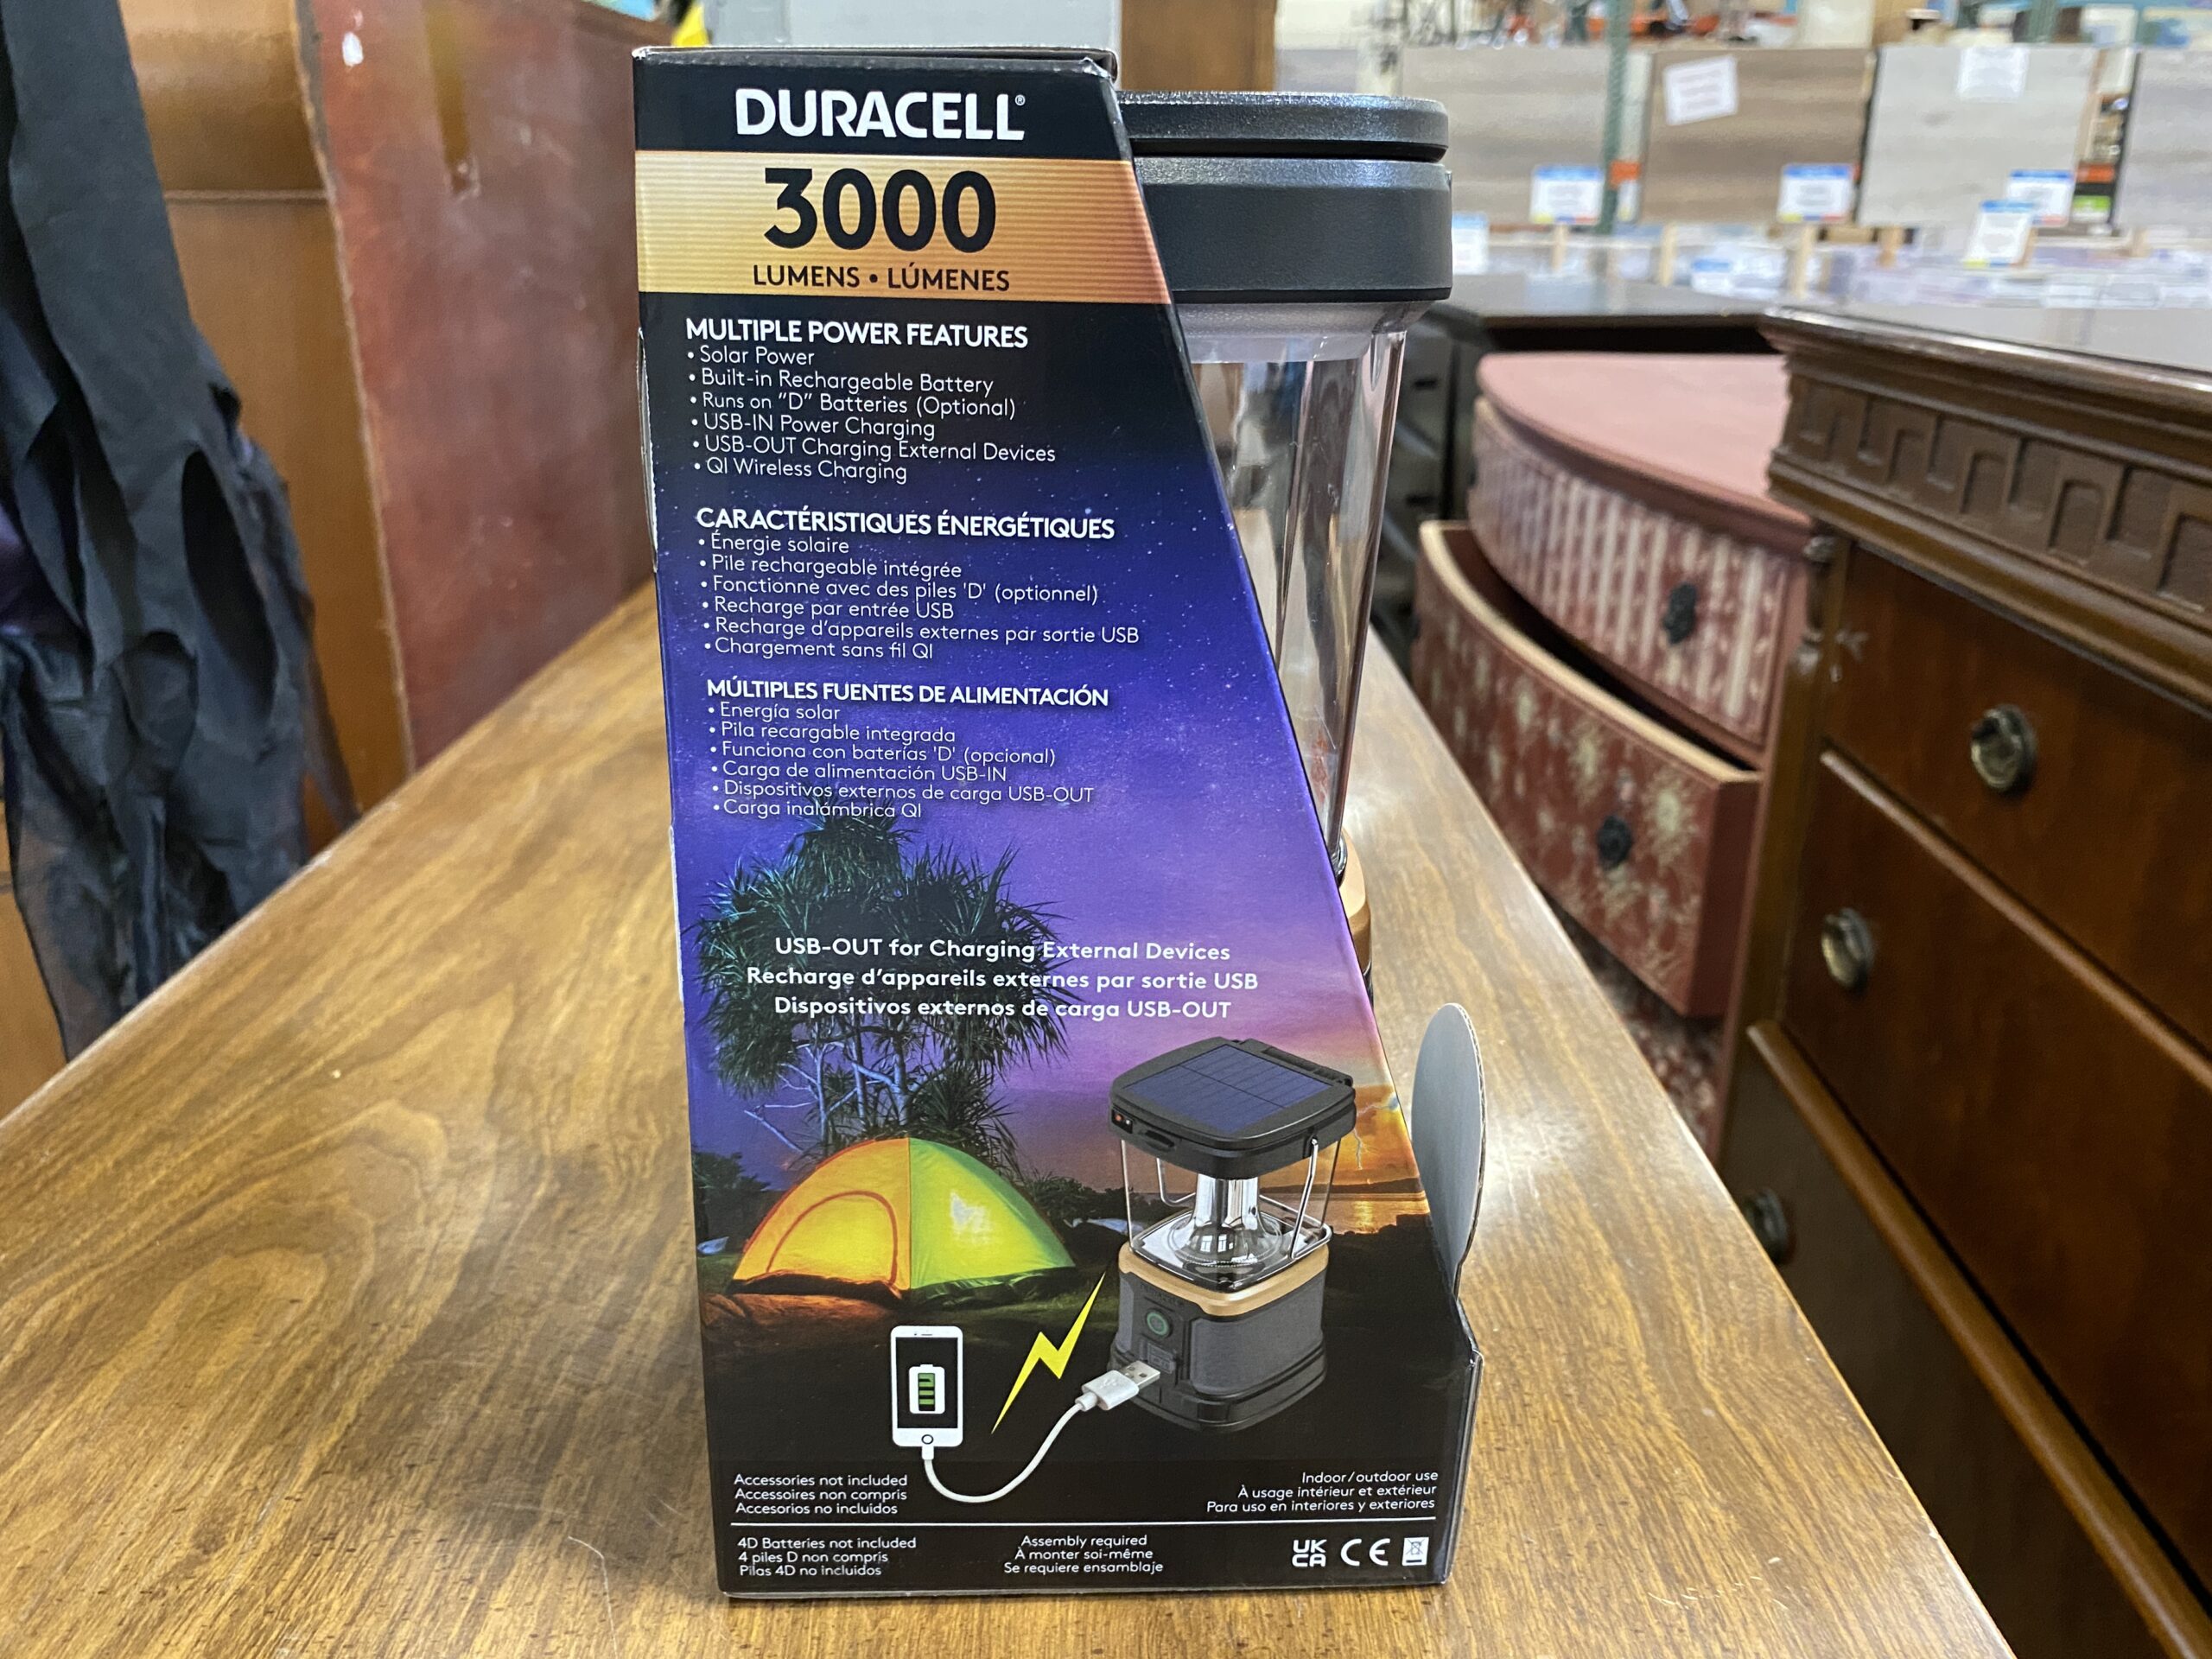 DURACELL®
3000
LUMENS • LÚMENES
MULTIPLE POWER FEATURES
• Solar Power
• Built-in Rechargeable Battery
• Runs on “D” Batteries (Optional)
• USB-IN Power Charging
• USB-OUT Charging External Devices
• QI Wireless Charging
CARACTÉRISTIQUES ÉNERGÉTIQUES
• Énergie solaire
• Pile rechargeable intégrée
• Fonctionne avec des piles 'D' (optionnel)
• Recharge par entrée USB
• Recharge d’appareils externes par sortie USB
• Chargement sans fil QI
MÚLTIPLES FUENTES DE ALIMENTACIÓN
• Energía solar
• Pila recargable integrada
• Funciona con baterías 'D' (opcional)
• Carga de alimentación USB-IN
• Dispositivos externos de carga USB-OUT
• Carga inalámbrica QI
USB-OUT for Charging External Devices
Recharge d’appareils externes par sortie USB
Dispositivos externos de carga USB-OUT
Accessories not included
Accessoires non compris
Accesorios no incluidos
Indoor/outdoor use
À usage intérieur et extérieur
Para uso en interiores y exteriores
4D Batteries not included
4 piles D non compris
Pilas 4D no incluidos
Assembly required
À monter soi-même
Se requiere ensamblaje
UK
CA
CE